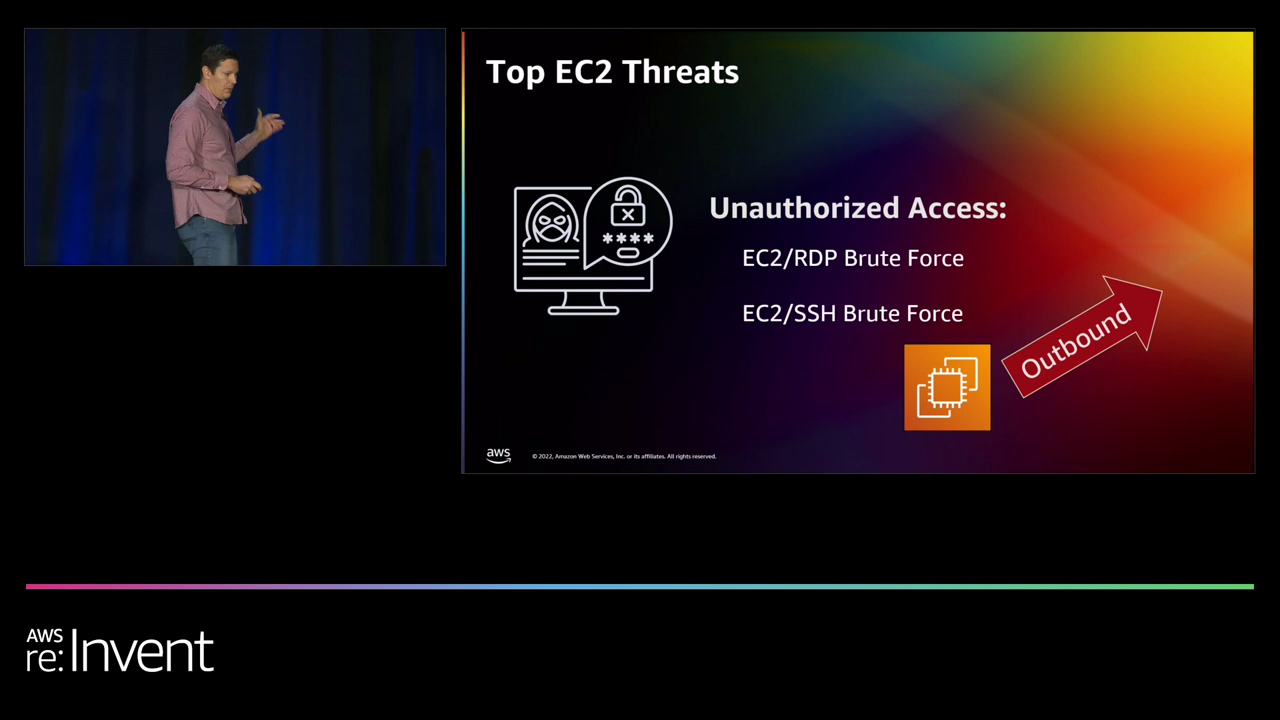 Top EC2 Threats
****
Unauthorized Access:
EC2/RDP Brute Force
EC2/SSH Brute Force
Outbound
aws
© 2022, Amazon Web Services, Inc. or its affiliates. All rights reserved.
AWS
re:Invent